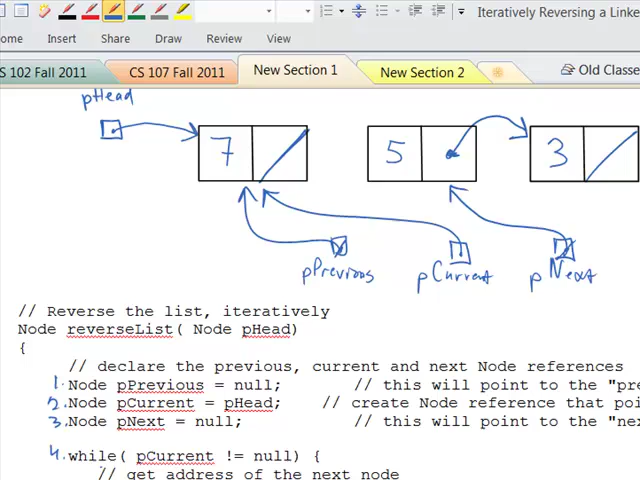 Iteratively Reversing a Linke
ome Insert Share Draw Review View
S 102 Fall 2011 CS 107 Fall 2011 New Section 1 New Section 2 Old Classe
pHead
7 5 3
pPrevious pCurrent pNext
// Reverse the list, iteratively
Node reverseList( Node pHead)
{
// declare the previous, current and next Node references
1. Node pPrevious = null; // this will point to the "pre
2. Node pCurrent = pHead; // create Node reference that poi
3. Node pNext = null; // this will point to the "ne
4. while( pCurrent != null) {
// get address of the next node